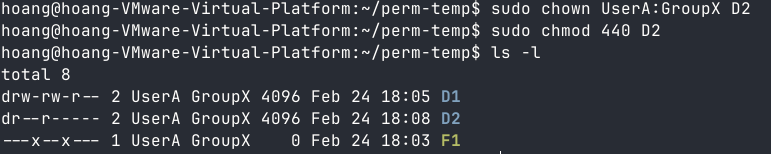 hoang@hoang-VMware-Virtual-Platform:~/perm-temp$ sudo chown UserA:GroupX D2
hoang@hoang-VMware-Virtual-Platform:~/perm-temp$ sudo chmod 440 D2
hoang@hoang-VMware-Virtual-Platform:~/perm-temp$ ls -l
total 8
drw-rw-r-- 2 UserA GroupX 4096 Feb 24 18:05 D1
dr--r----- 2 UserA GroupX 4096 Feb 24 18:08 D2
---x--x--- 1 UserA GroupX    0 Feb 24 18:03 F1